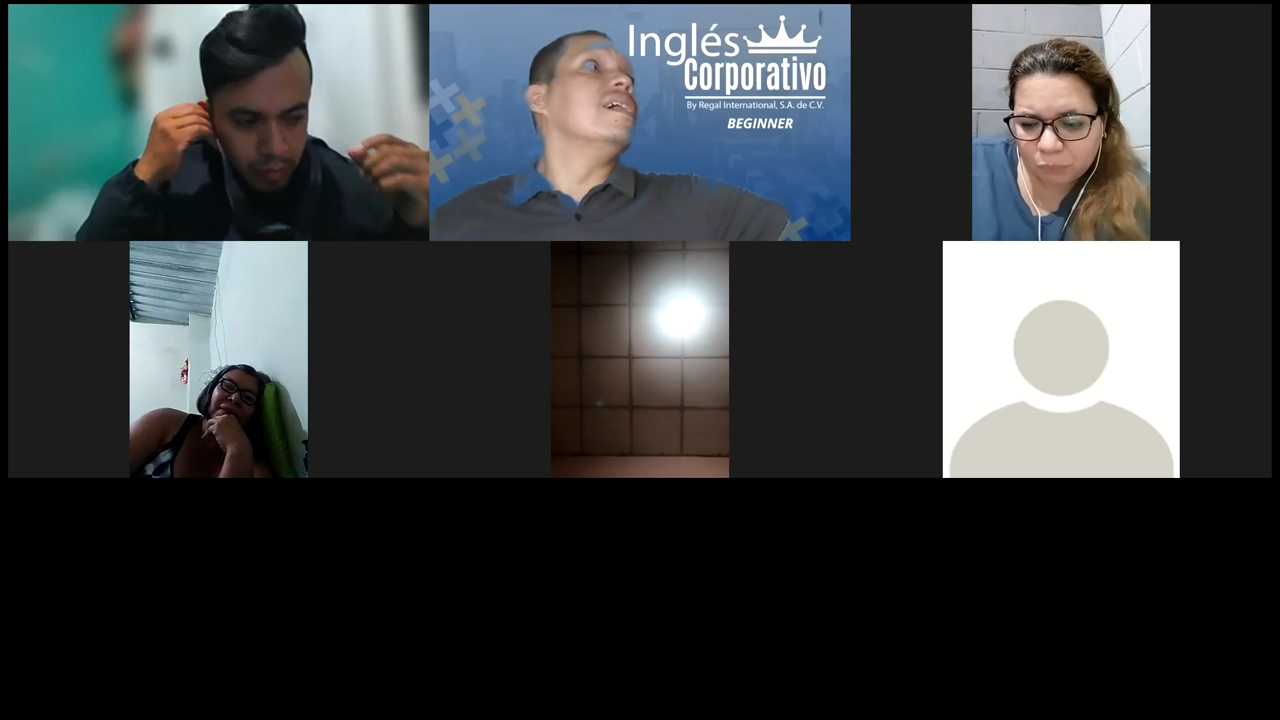 Inglés
Corporativo
By Regal International, S.A. de C.V.
BEGINNER